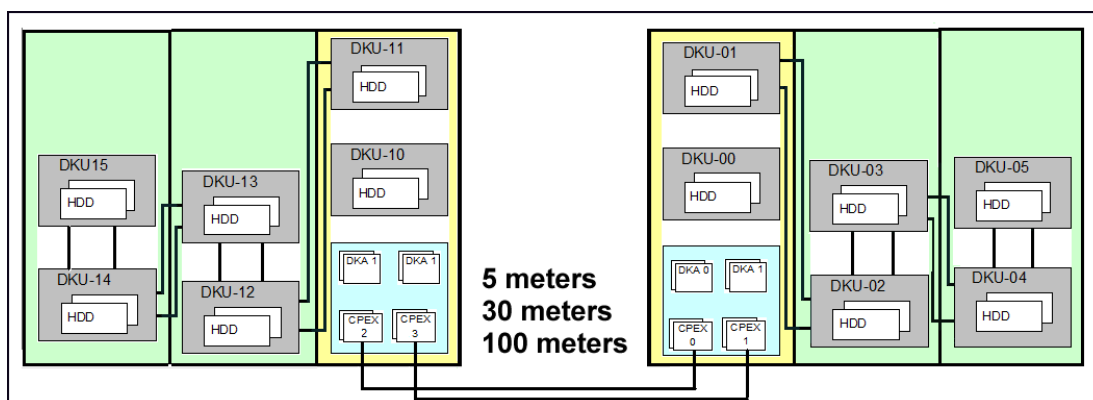 DKU-11
HDD
DKU-01
HDD
DKU-10
HDD
DKU-00
HDD
DKU15
HDD
DKU-13
HDD
DKU-03
HDD
DKU-05
HDD
DKU-14
HDD
DKU-12
HDD
DKA 1
DKA 1
CPEX
2
CPEX
3
5 meters
30 meters
100 meters
DKA 0
DKA 1
CPEX
0
CPEX
1
DKU-02
HDD
DKU-04
HDD